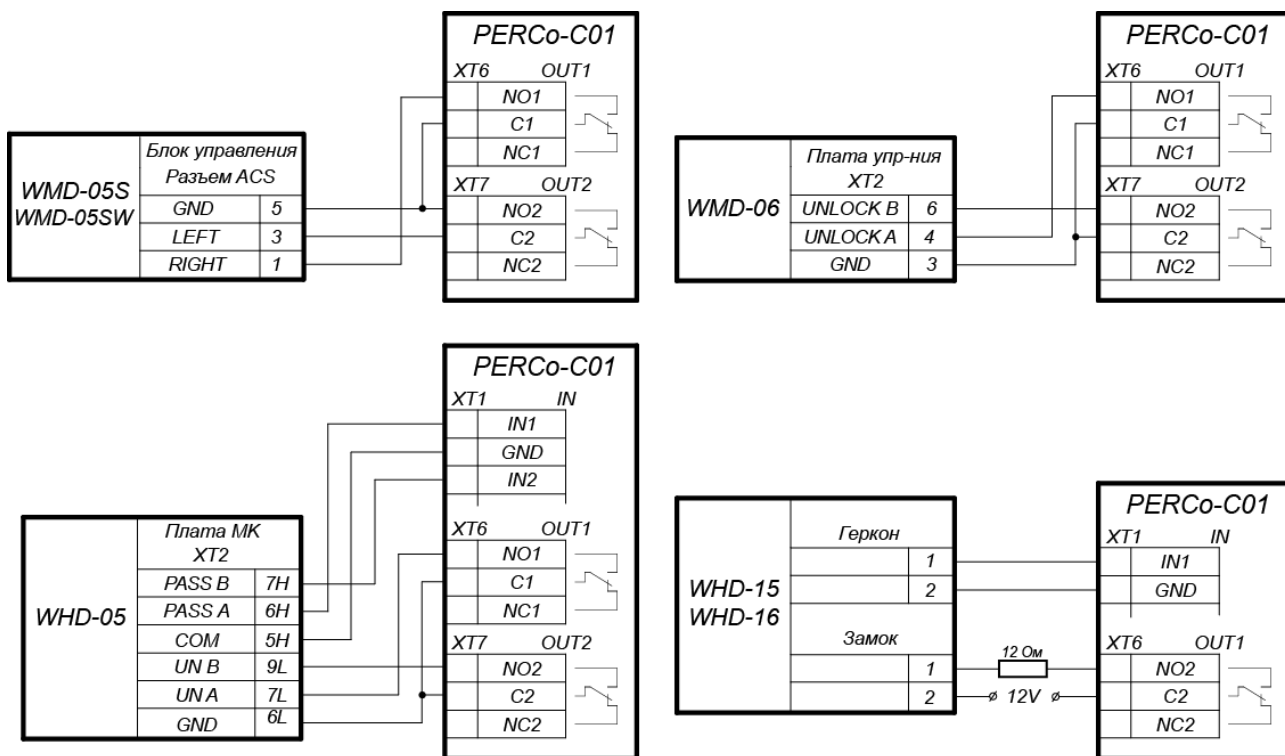 PERCo-C01
XT6 OUT1
NO1
C1
NC1
XT7 OUT2
NO2
C2
NC2
WMD-05S
WMD-05SW
Блок управления
Разъем ACS
GND 5
LEFT 3
RIGHT 1
PERCo-C01
XT6 OUT1
NO1
C1
NC1
XT7 OUT2
NO2
C2
NC2
WMD-06
Плата упр-ния
XT2
UNLOCK B 6
UNLOCK A 4
GND 3
PERCo-C01
XT1 IN
IN1
GND
IN2
XT6 OUT1
NO1
C1
NC1
XT7 OUT2
NO2
C2
NC2
WHD-05
Плата МК
XT2
PASS B 7H
PASS A 6H
COM 5H
UN B 9L
UN A 7L
GND 6L
WHD-15
WHD-16
Геркон
1
2
Замок
1
2
12 Ом
12V
PERCo-C01
XT1 IN
IN1
GND
XT6 OUT1
NO2
C2
NC2